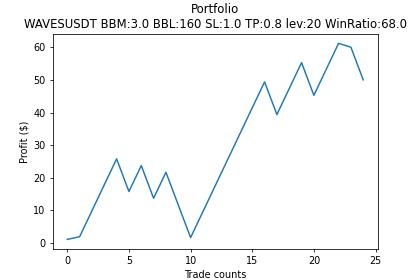 Portfolio
WAVESUSDT BBM:3.0 BBL:160 SL:1.0 TP:0.8 lev:20 WinRatio:68.0
60
50
40
30
20
10
0
Profit ($)
0 5 10 15 20 25
Trade counts